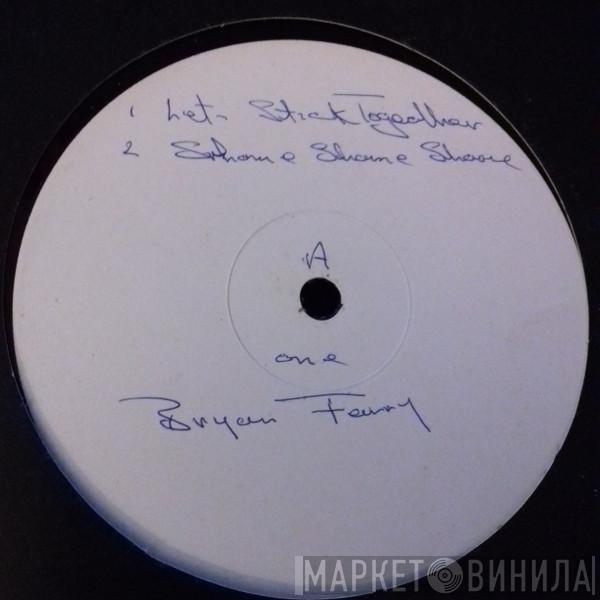 1 Let's Stick Together
2 Shame Shame Shame
A
one
Bryan Ferry
МАРКЕТ ВИНИЛА